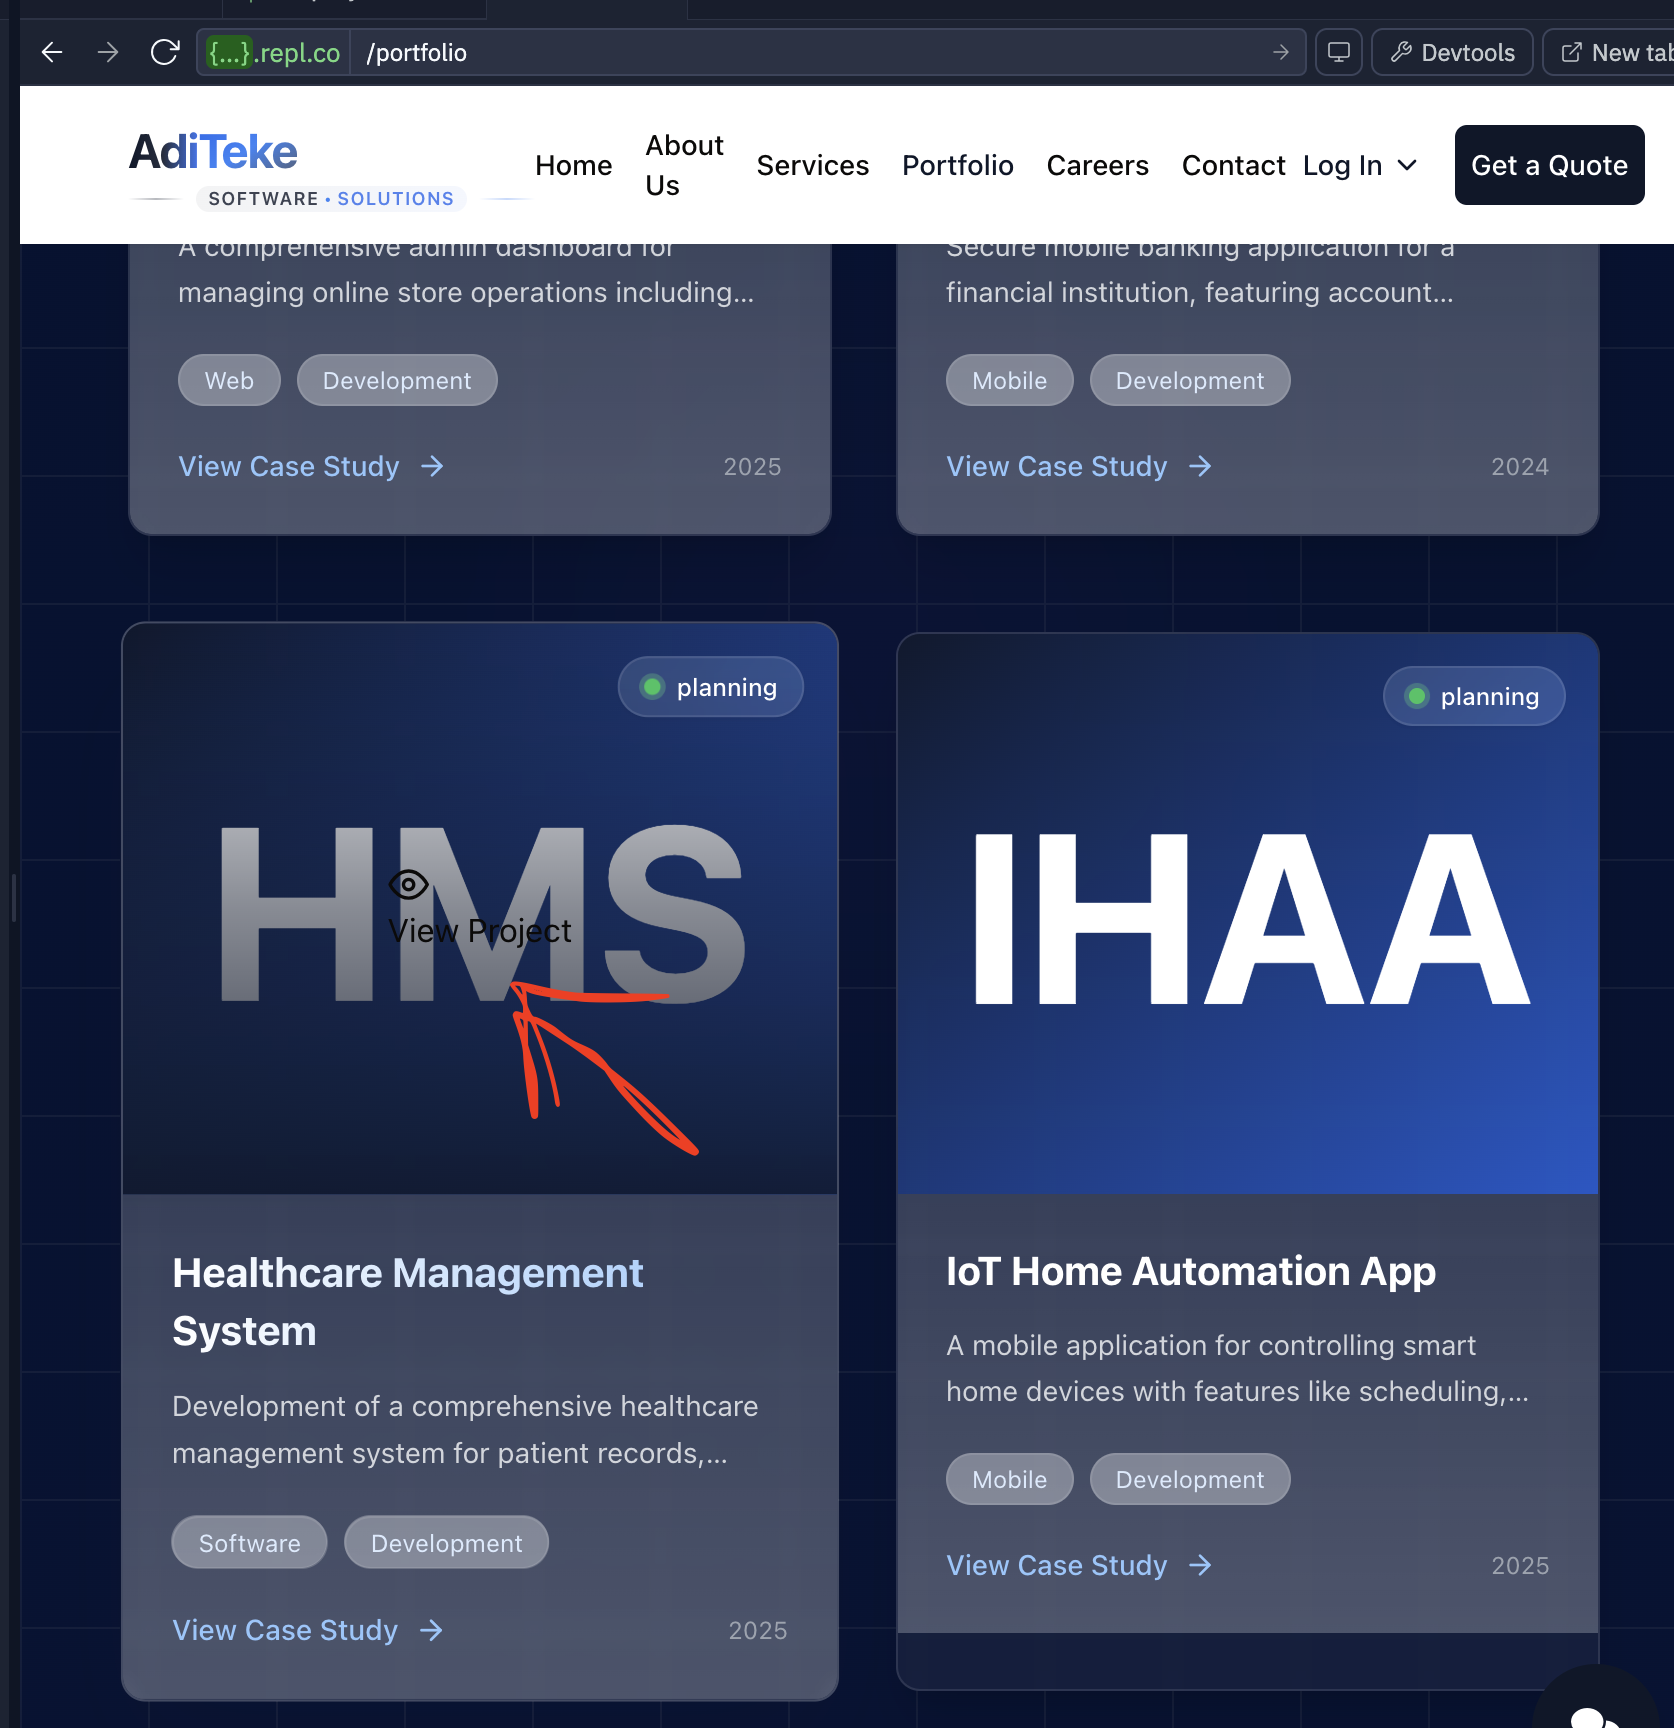 {...}.repl.co /portfolio
Devtools
New tab
AdiTeke
SOFTWARE • SOLUTIONS
Home
About
Us
Services
Portfolio
Careers
Contact
Log In
Get a Quote
A comprehensive admin dashboard for
managing online store operations including...
Web
Development
View Case Study
2025
Secure mobile banking application for a
financial institution, featuring account...
Mobile
Development
View Case Study
2024
planning
HMS
View Project
Healthcare Management
System
Development of a comprehensive healthcare
management system for patient records,...
Software
Development
View Case Study
2025
planning
IHAA
IoT Home Automation App
A mobile application for controlling smart
home devices with features like scheduling,...
Mobile
Development
View Case Study
2025